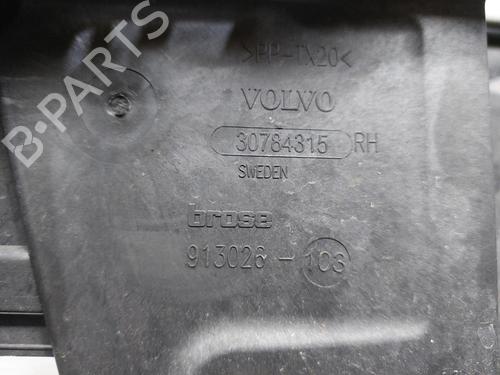 >PP-TX20<
VOLVO
30784315 RH
SWEDEN
brose
913026-103
B-PARTS